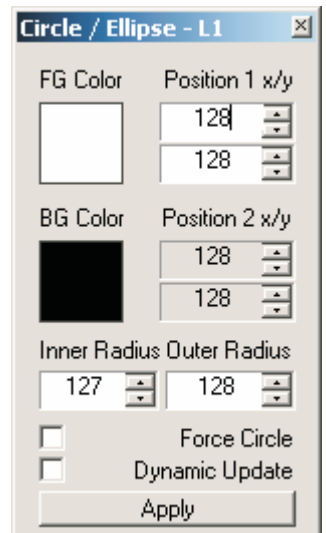 Circle / Ellipse - L1
FG Color Position 1 x/y
128
128
BG Color Position 2 x/y
128
128
Inner Radius Outer Radius
127 128
Force Circle
Dynamic Update
Apply